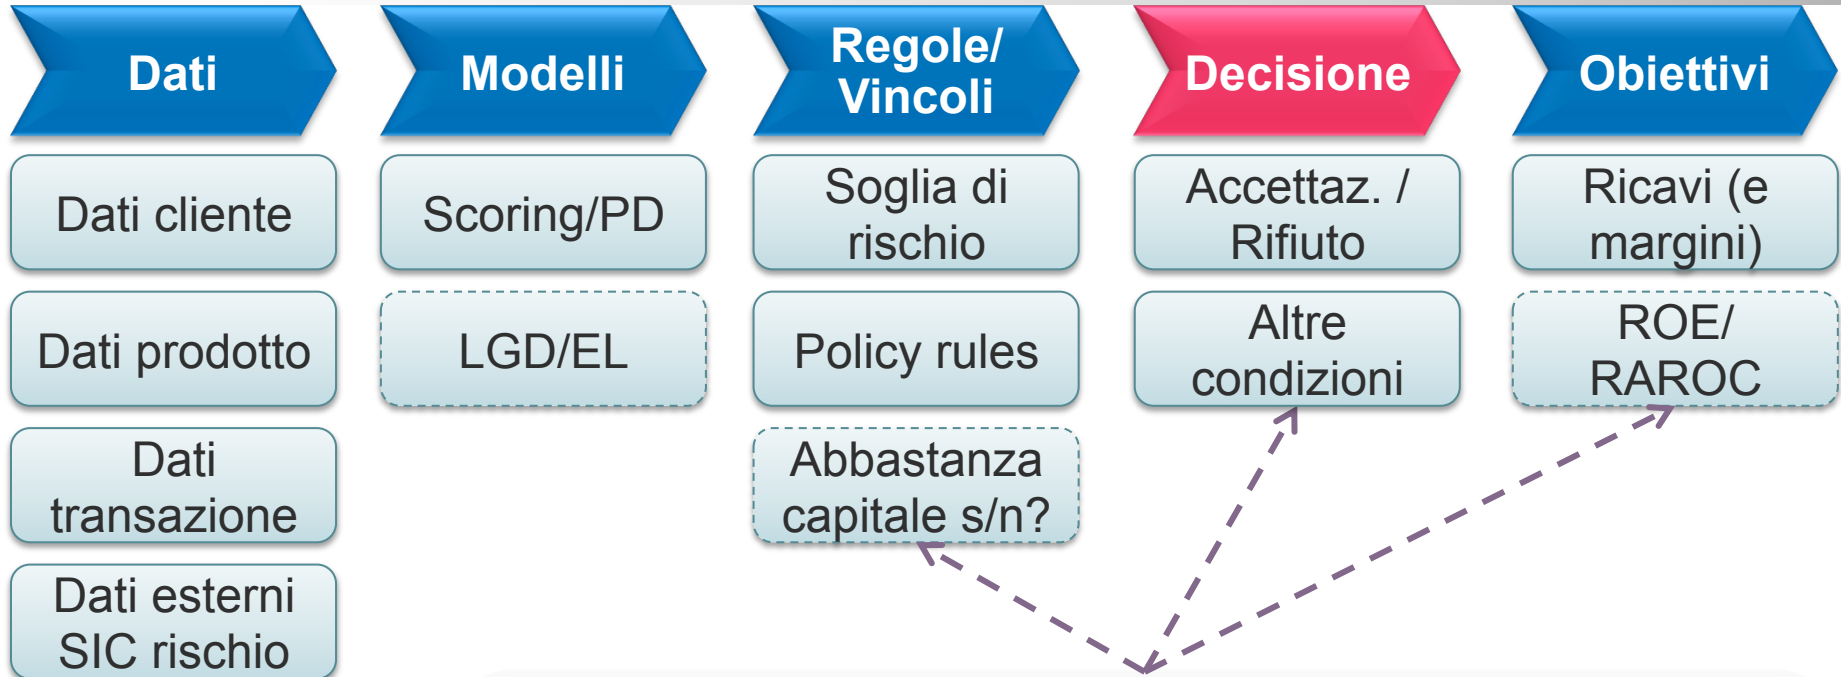 Dati
Modelli
Regole/
Vincoli
Decisione
Obiettivi
Dati cliente
Scoring/PD
Soglia di
rischio
Accettaz. /
Rifiuto
Ricavi (e
margini)
Dati prodotto
LGD/EL
Policy rules
Altre
condizioni
ROE/
RAROC
Dati
transazione
Abbastanza
capitale s/n?
Dati esterni
SIC rischio